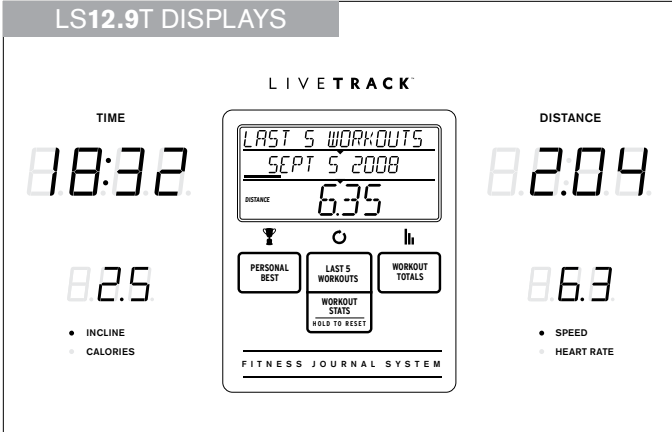 LS12.9T DISPLAYS
LIVETRACK™
TIME
18:32
2.5
INCLINE
CALORIES
LAST 5 WORKOUTS
SEPT 5 2008
DISTANCE
6.35
PERSONAL
BEST
LAST 5
WORKOUTS
WORKOUT
TOTALS
WORKOUT
STATS
HOLD TO RESET
FITNESS JOURNAL SYSTEM
DISTANCE
2.04
6.3
SPEED
HEART RATE